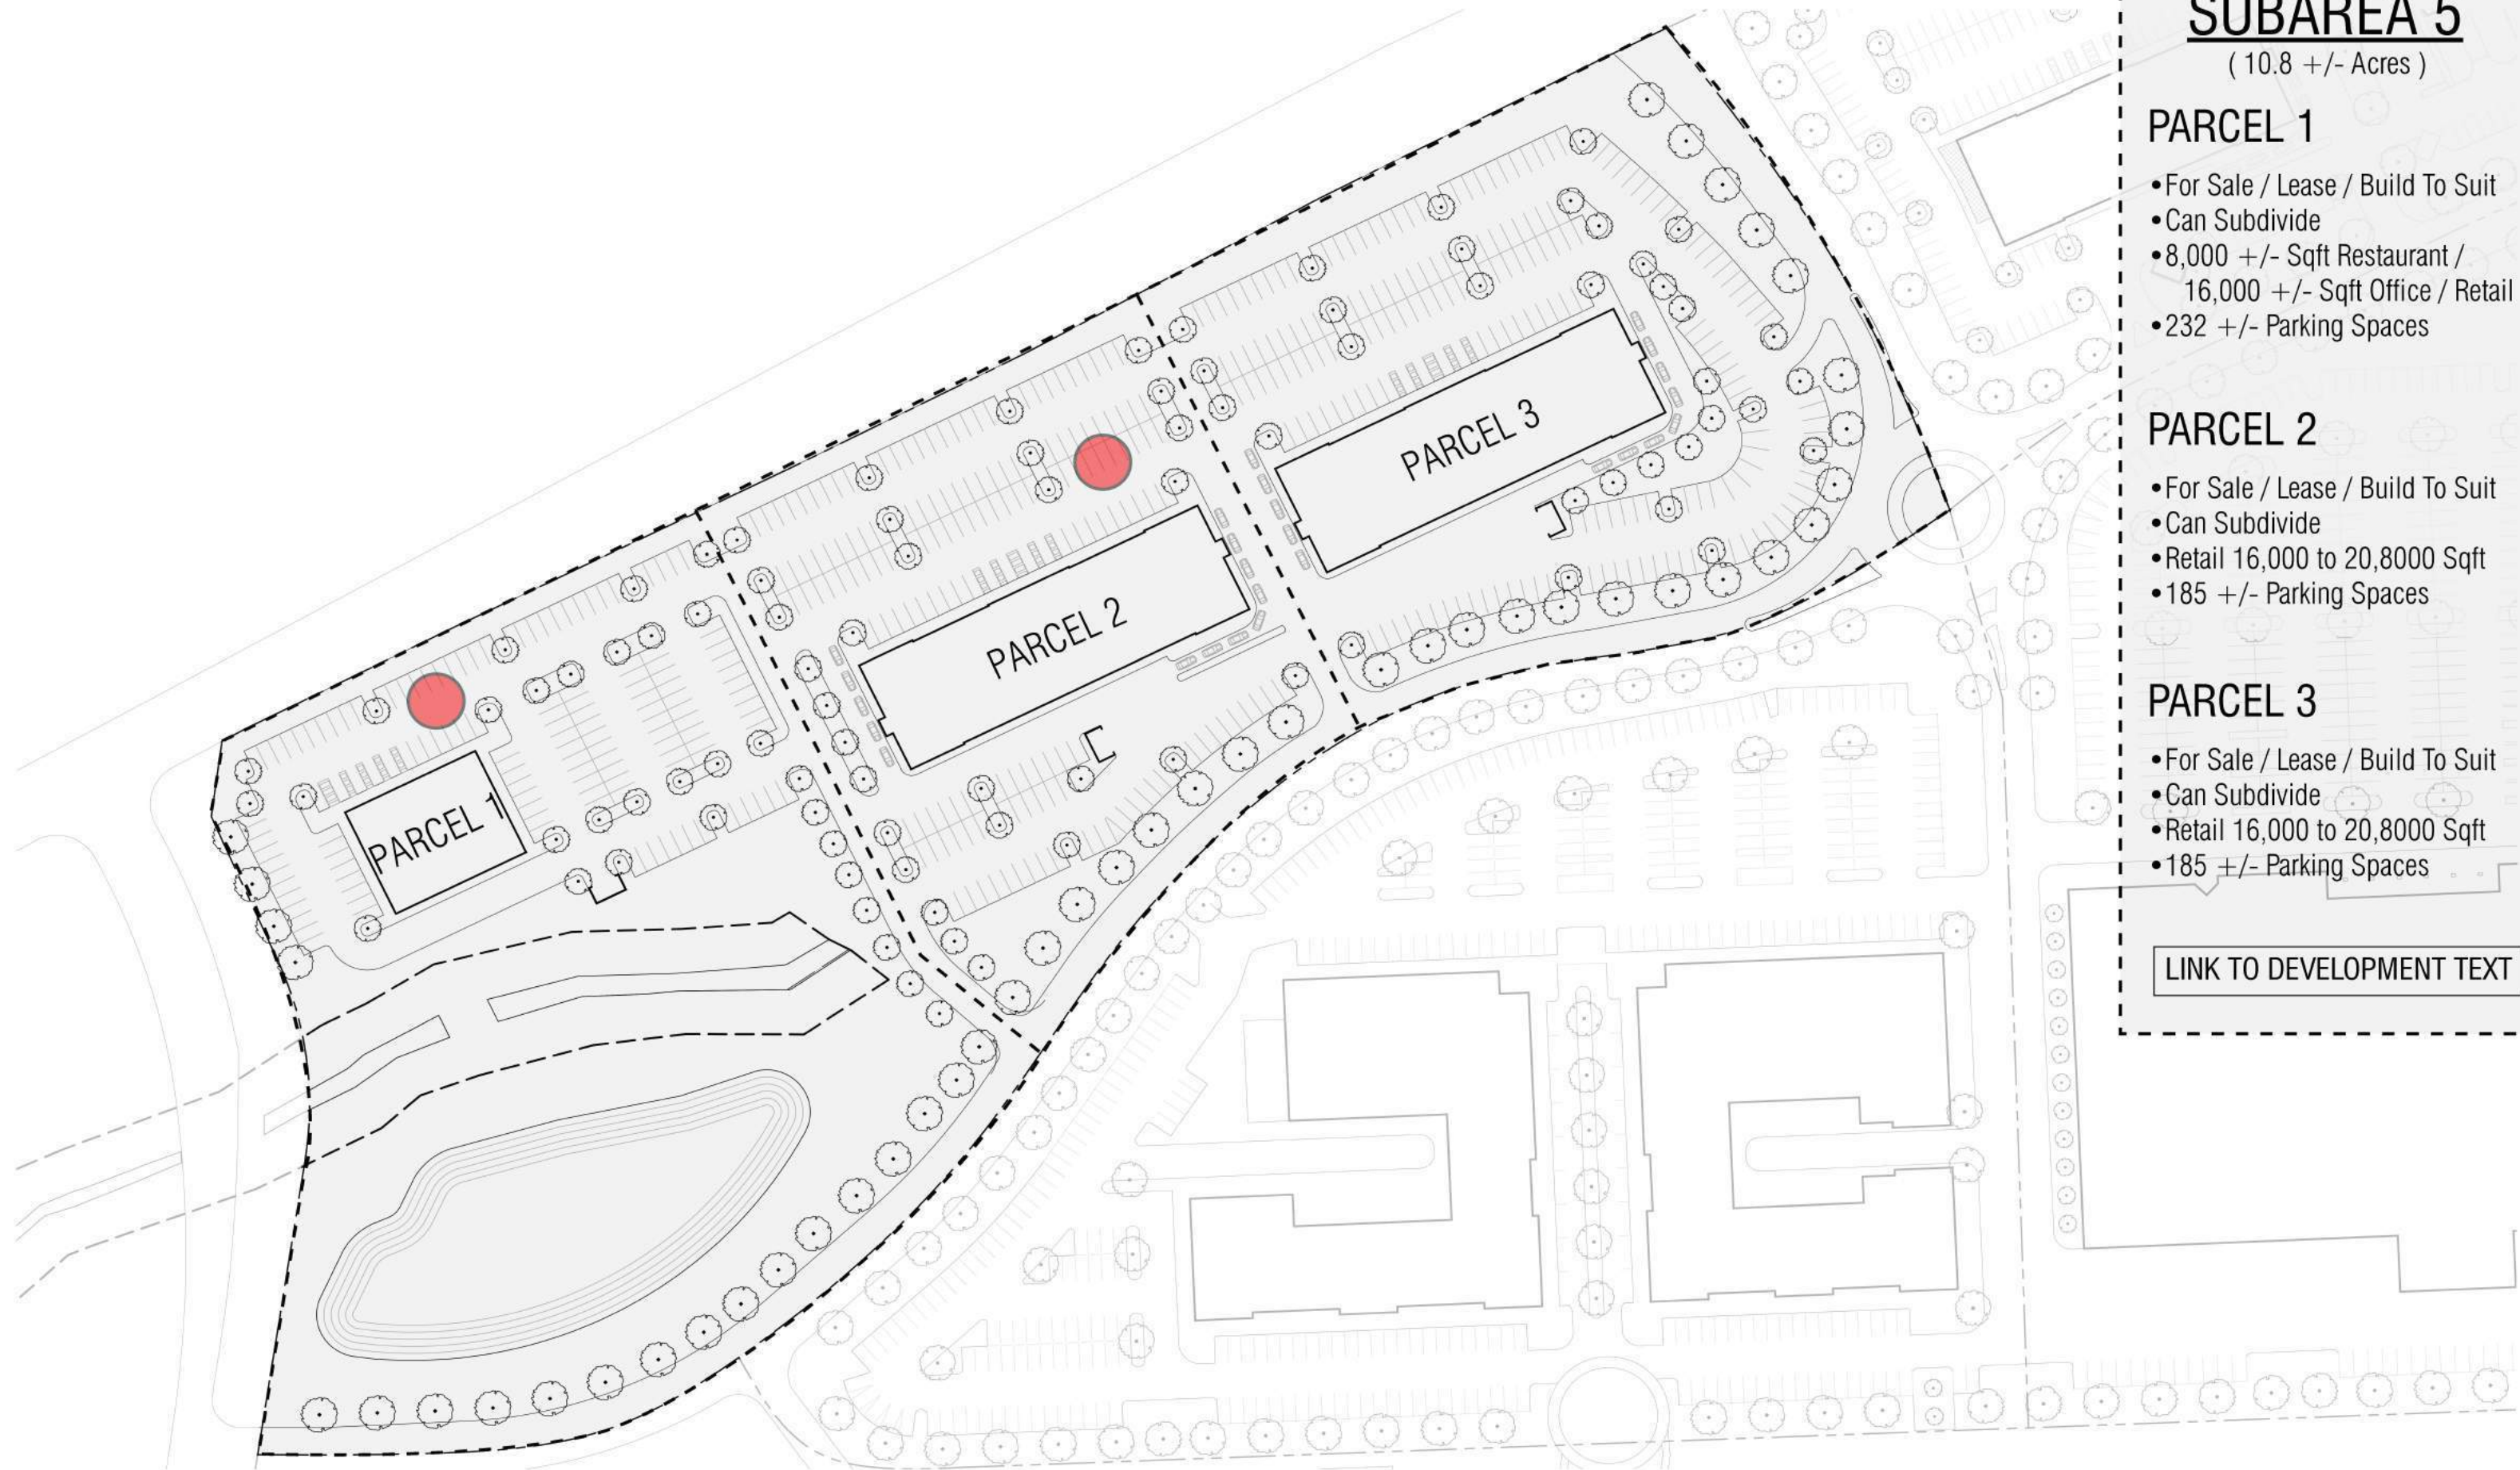 SUBAREA 5
( 10.8 +/- Acres )
PARCEL 1
•For Sale / Lease / Build To Suit
•Can Subdivide
•8,000 +/- Sqft Restaurant /
16,000 +/- Sqft Office / Retail
•232 +/- Parking Spaces
PARCEL 2
•For Sale / Lease / Build To Suit
•Can Subdivide
•Retail 16,000 to 20,8000 Sqft
•185 +/- Parking Spaces
PARCEL 3
•For Sale / Lease / Build To Suit
•Can Subdivide
•Retail 16,000 to 20,8000 Sqft
•185 +/- Parking Spaces
LINK TO DEVELOPMENT TEXT
PARCEL 3
PARCEL 2
PARCEL 1